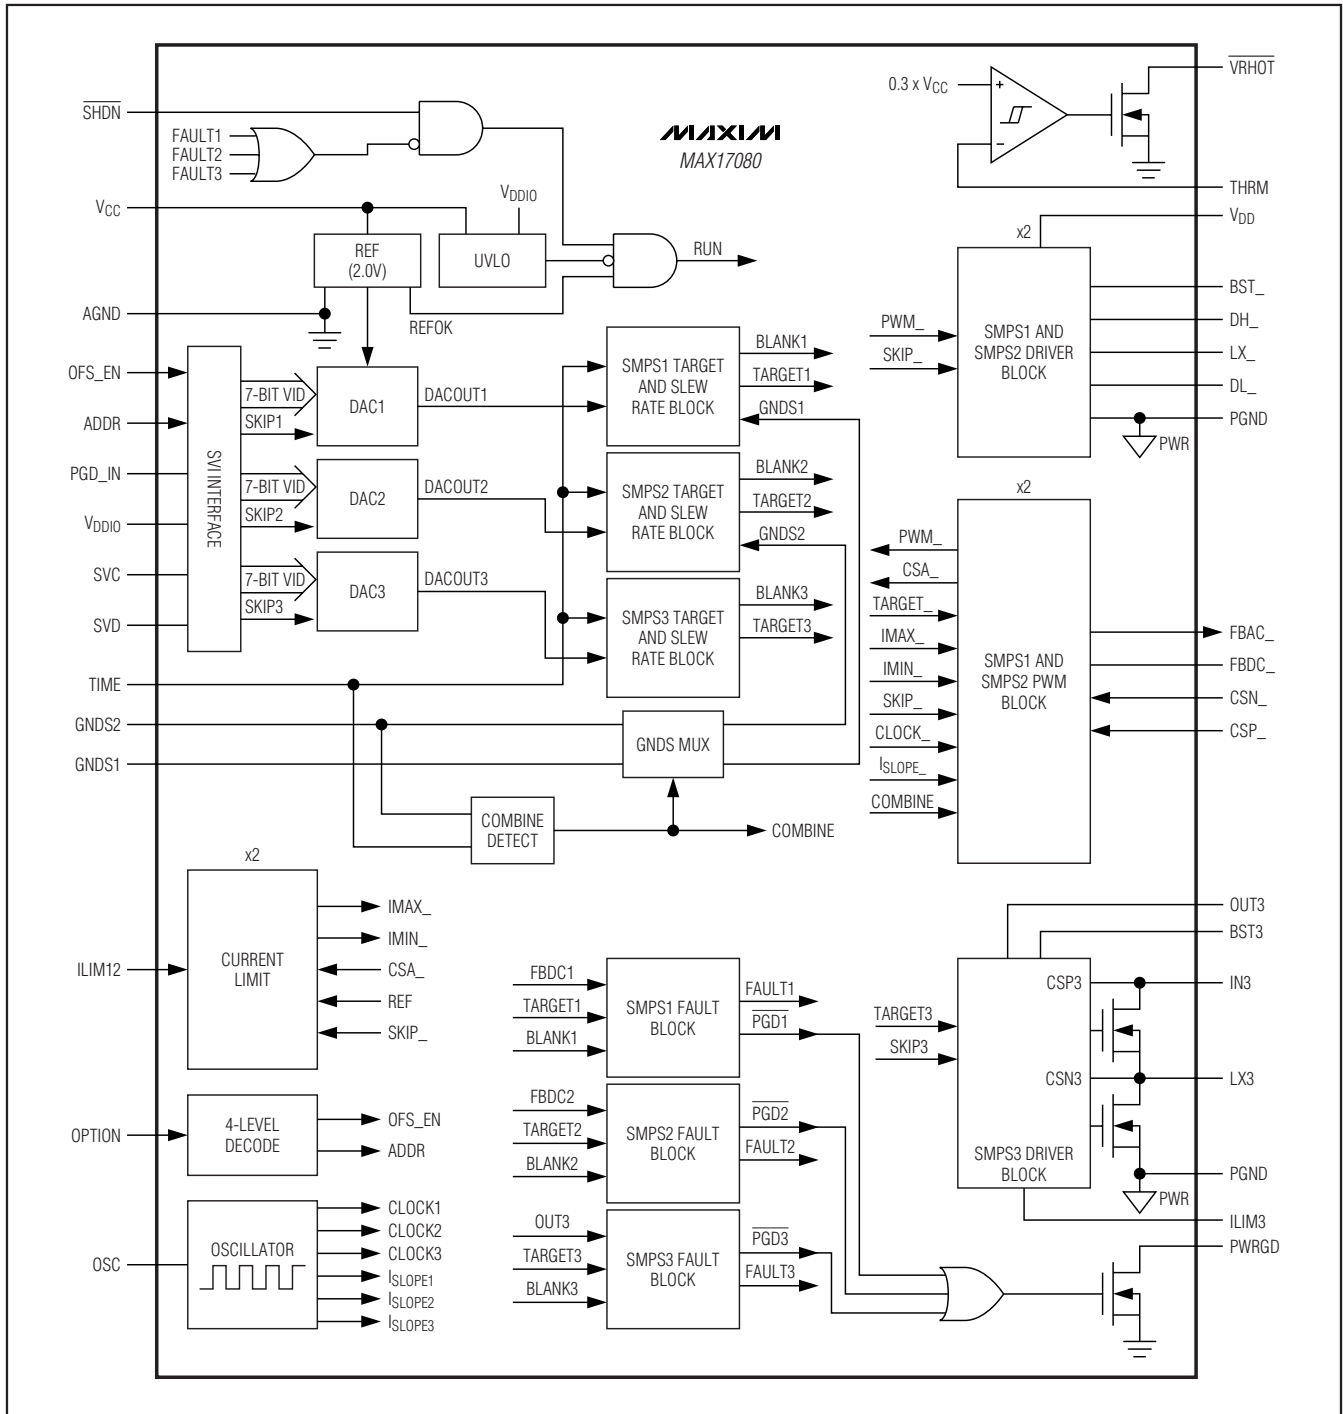 VRHOT
0.3 x VCC
+
−
SHDN
FAULT1
FAULT2
FAULT3
MAXIM
MAX17080
THRM
VCC
VDDIO
VDD
x2
REF
(2.0V)
UVLO
RUN
AGND
REFOK
BST_
DH_
LX_
DL_
PGND
PWR
PWM_
SKIP_
SMPS1 AND
SMPS2 DRIVER
BLOCK
OFS_EN
ADDR
PGD_IN
VDDIO
SVC
SVD
SVI INTERFACE
7-BIT VID
SKIP1
DAC1
DACOUT1
7-BIT VID
SKIP2
DAC2
DACOUT2
7-BIT VID
SKIP3
DAC3
DACOUT3
SMPS1 TARGET
AND SLEW
RATE BLOCK
BLANK1
TARGET1
GNDS1
SMPS2 TARGET
AND SLEW
RATE BLOCK
BLANK2
TARGET2
GNDS2
SMPS3 TARGET
AND SLEW
RATE BLOCK
BLANK3
TARGET3
x2
PWM_
CSA_
TARGET_
IMAX_
IMIN_
SKIP_
CLOCK_
ISLOPE_
COMBINE
SMPS1 AND
SMPS2 PWM
BLOCK
FBAC_
FBDC_
CSN_
CSP_
TIME
GNDS2
GNDS1
GNDS MUX
COMBINE
DETECT
COMBINE
x2
ILIM12
CURRENT
LIMIT
IMAX_
IMIN_
CSA_
REF
SKIP_
OPTION
4-LEVEL
DECODE
OFS_EN
ADDR
OSC
OSCILLATOR
CLOCK1
CLOCK2
CLOCK3
ISLOPE1
ISLOPE2
ISLOPE3
FBDC1
TARGET1
BLANK1
SMPS1 FAULT
BLOCK
FAULT1
PGD1
FBDC2
TARGET2
BLANK2
SMPS2 FAULT
BLOCK
PGD2
FAULT2
OUT3
TARGET3
BLANK3
SMPS3 FAULT
BLOCK
PGD3
FAULT3
OUT3
BST3
TARGET3
SKIP3
CSP3
CSN3
SMPS3 DRIVER
BLOCK
IN3
LX3
PGND
PWR
ILIM3
PWRGD